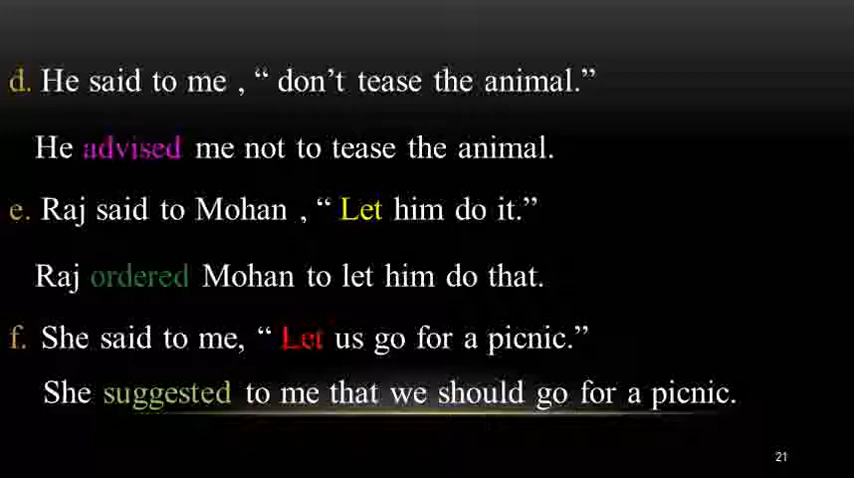 d. He said to me , “ don’t tease the animal.”
He advised me not to tease the animal.
e. Raj said to Mohan , “ Let him do it.”
Raj ordered Mohan to let him do that.
f. She said to me, “ Let us go for a picnic.”
She suggested to me that we should go for a picnic.
21